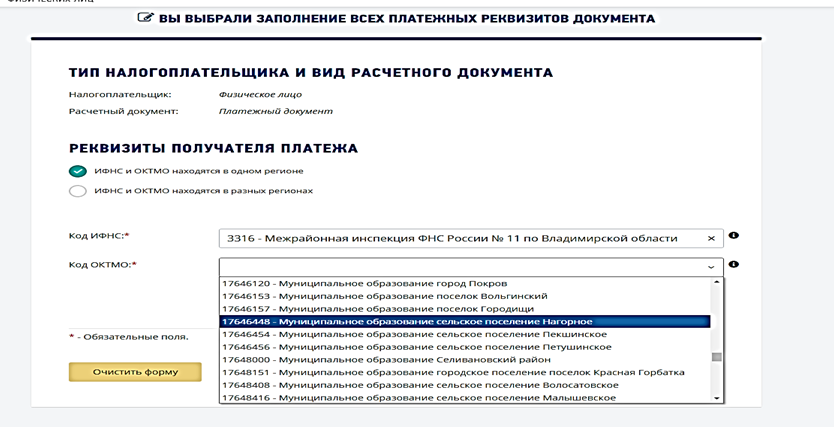 физических лиц
ВЫ ВЫБРАЛИ ЗАПОЛНЕНИЕ ВСЕХ ПЛАТЕЖНЫХ РЕКВИЗИТОВ ДОКУМЕНТА
ТИП НАЛОГОПЛАТЕЛЬЩИКА И ВИД РАСЧЕТНОГО ДОКУМЕНТА
Налогоплательщик: Физическое лицо
Расчетный документ: Платежный документ
РЕКВИЗИТЫ ПОЛУЧАТЕЛЯ ПЛАТЕЖА
ИФНС и ОКТМО находятся в одном регионе
ИФНС и ОКТМО находятся в разных регионах
Код ИФНС:* 3316 - Межрайонная инспекция ФНС России № 11 по Владимирской области
Код ОКТМО:*
17646120 - Муниципальное образование город Покров
17646153 - Муниципальное образование поселок Вольгинский
17646157 - Муниципальное образование поселок Городищи
17646448 - Муниципальное образование сельское поселение Нагорное
17646454 - Муниципальное образование сельское поселение Пекшинское
17646456 - Муниципальное образование сельское поселение Петушинское
17648000 - Муниципальное образование Селивановский район
17648151 - Муниципальное образование городское поселение поселок Красная Горбатка
17648408 - Муниципальное образование сельское поселение Волосатовское
17648416 - Муниципальное образование сельское поселение Малышевское
* - Обязательные поля.
Очистить форму